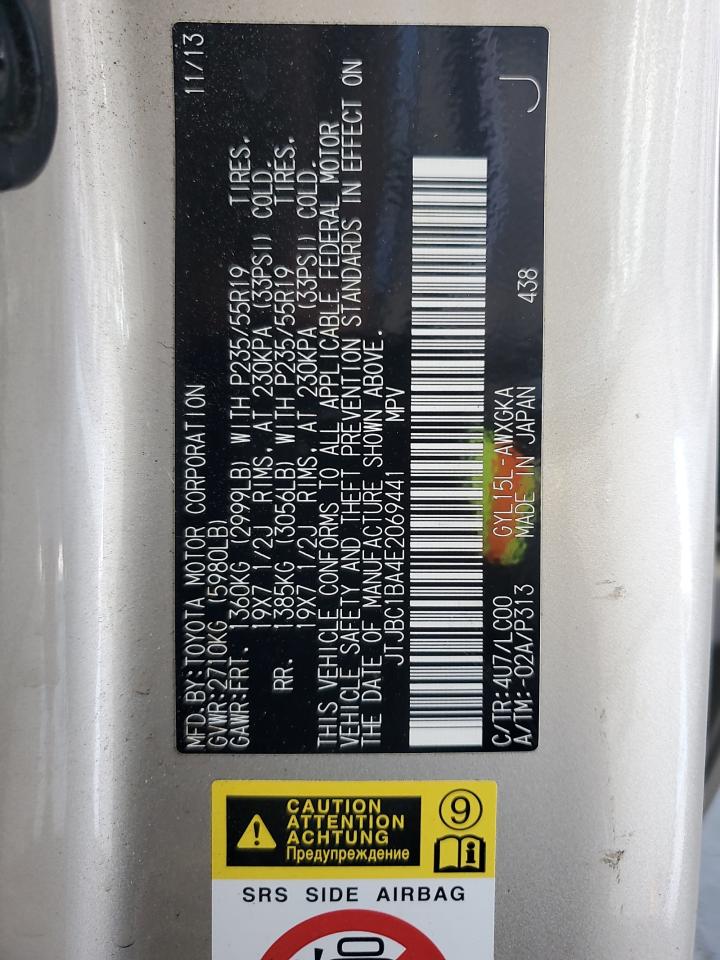 MFD.BY:TOYOTA MOTOR CORPORATION 11/13
GVWR:2710KG (5980LB)
GAWR:FRT. 1360KG (2999LB) WITH P235/55R19 TIRES,
19X7 1/2J RIMS, AT 230KPA (33PSI) COLD.
RR. 1385KG (3056LB) WITH P235/55R19 TIRES,
19X7 1/2J RIMS, AT 230KPA (33PSI) COLD.
THIS VEHICLE CONFORMS TO ALL APPLICABLE FEDERAL MOTOR
VEHICLE SAFETY AND THEFT PREVENTION STANDARDS IN EFFECT ON
THE DATE OF MANUFACTURE SHOWN ABOVE.
JTJBC1BA4E2069441 MPV
C/TR:4U7/LC00 GYL15L-AWXGKA
A/TM:-02A/P313 MADE IN JAPAN 438
J
CAUTION
ATTENTION
ACHTUNG
Предупреждение
9
i
SRS SIDE AIRBAG